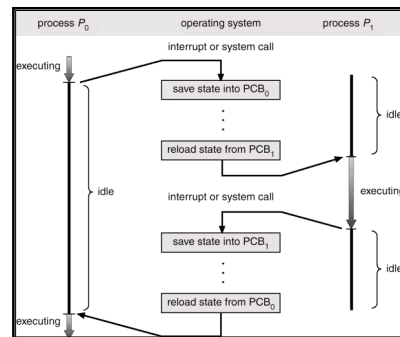 process P0 operating system process P1
interrupt or system call
executing
save state into PCB0
idle
reload state from PCB1
idle
interrupt or system call
executing
save state into PCB1
idle
reload state from PCB0
executing